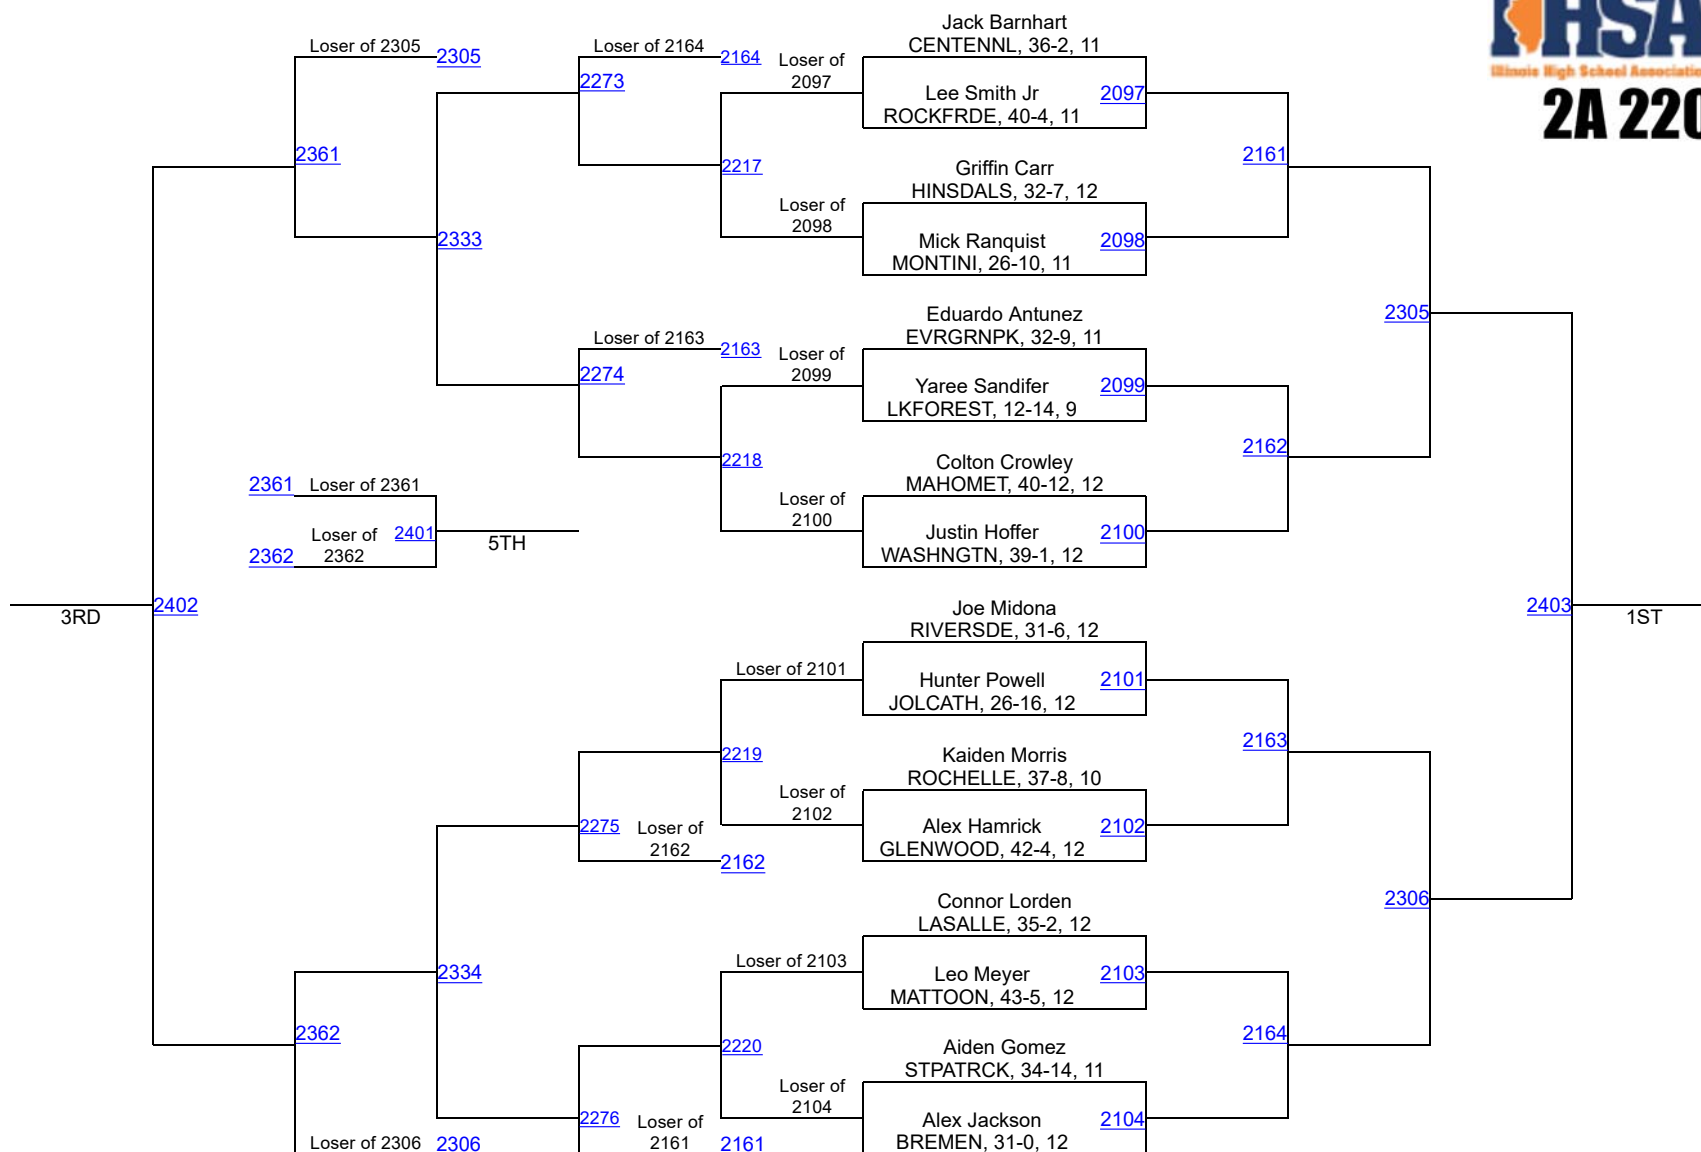 Jack Barnhart
CENTENNL, 36-2, 11
Loser of 2305
2305
Loser of 2164
2164
Loser of
2097
2273
Lee Smith Jr
ROCKFRDE, 40-4, 11
2097
Illinois High School Association
2A 220
2361
2217
Griffin Carr
HINSDALS, 32-7, 12
2161
Loser of
2098
2333
Mick Ranquist
MONTINI, 26-10, 11
2098
Eduardo Antunez
EVRGRNPK, 32-9, 11
2305
Loser of 2163
2163
Loser of
2099
2274
Yaree Sandifer
LKFOREST, 12-14, 9
2099
2218
Colton Crowley
MAHOMET, 40-12, 12
2162
2361
Loser of 2361
Loser of
2100
Loser of
2362
2362
2401
5TH
Justin Hoffer
WASHNGTN, 39-1, 12
2100
3RD
2402
Joe Midona
RIVERSDE, 31-6, 12
2403
1ST
Loser of 2101
Hunter Powell
JOLCATH, 26-16, 12
2101
2219
Kaiden Morris
ROCHELLE, 37-8, 10
2163
Loser of
2102
2275
Loser of
2162
2162
Alex Hamrick
GLENWOOD, 42-4, 12
2102
Connor Lorden
LASALLE, 35-2, 12
2306
2334
Loser of 2103
Leo Meyer
MATTOON, 43-5, 12
2103
2362
2220
Aiden Gomez
STPATRCK, 34-14, 11
2164
Loser of
2104
Loser of 2306
2306
2276
Loser of
2161
2161
Alex Jackson
BREMEN, 31-0, 12
2104